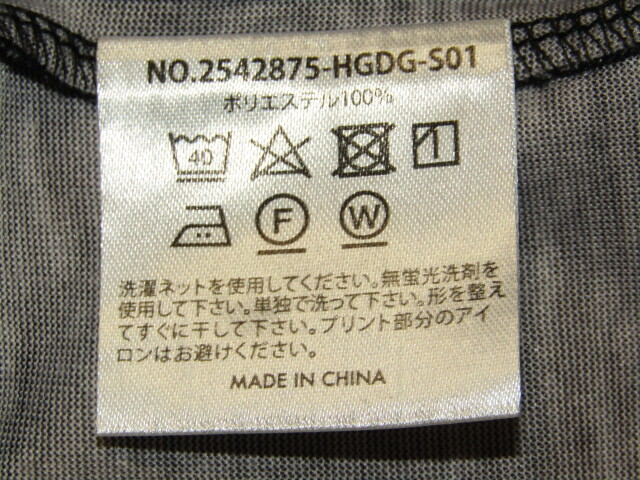 NO.2542875-HGDG-S01
ポリエステル100%
40
F W
洗濯ネットを使用してください。無蛍光洗剤を
使用して下さい。単独で洗って下さい。形を整え
てすぐに干して下さい。プリント部分のアイ
ロンはお避けください。
MADE IN CHINA